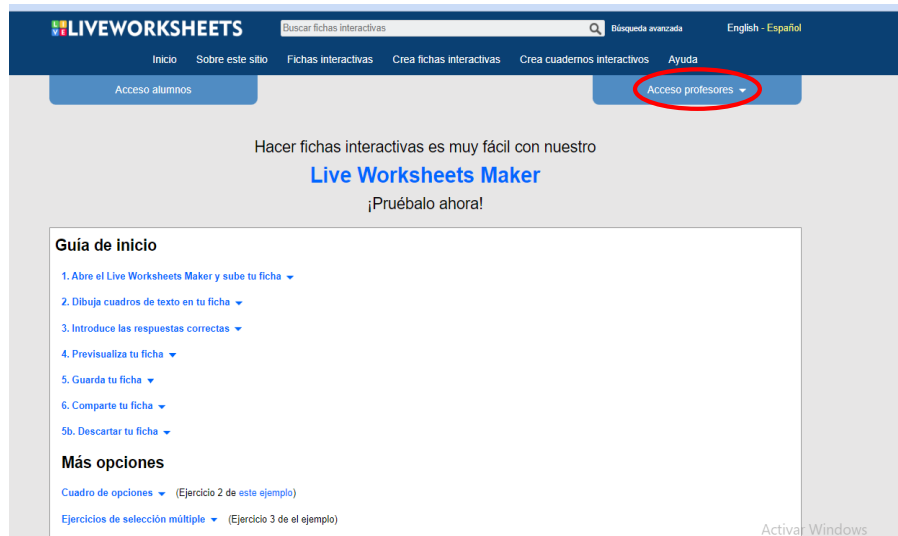 LIVEWORKSHEETS
Buscar fichas interactivas
Búsqueda avanzada
English - Español
Inicio Sobre este sitio Fichas interactivas Crea fichas interactivas Crea cuadernos interactivos Ayuda
Acceso alumnos
Acceso profesores
Hacer fichas interactivas es muy fácil con nuestro
Live Worksheets Maker
¡Pruébalo ahora!
Guía de inicio
1. Abre el Live Worksheets Maker y sube tu ficha
2. Dibuja cuadros de texto en tu ficha
3. Introduce las respuestas correctas
4. Previsualiza tu ficha
5. Guarda tu ficha
6. Comparte tu ficha
5b. Descartar tu ficha
Más opciones
Cuadro de opciones (Ejercicio 2 de este ejemplo)
Ejercicios de selección múltiple (Ejercicio 3 de el ejemplo)
Activar Windows